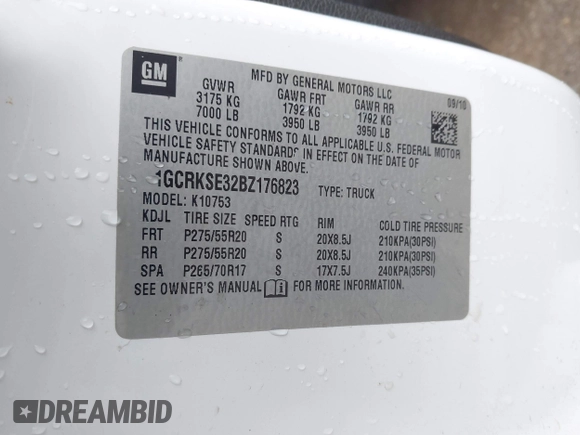 GM
MFD BY GENERAL MOTORS LLC
09/10
GVWR GAWR FRT GAWR RR
3175 KG 1792 KG 1792 KG
7000 LB 3950 LB 3950 LB
THIS VEHICLE CONFORMS TO ALL APPLICABLE U.S. FEDERAL MOTOR
VEHICLE SAFETY STANDARDS IN EFFECT ON THE DATE OF
MANUFACTURE SHOWN ABOVE.
1GCRKSE32BZ176823 TYPE: TRUCK
MODEL: K10753
KDJL TIRE SIZE SPEED RTG RIM COLD TIRE PRESSURE
FRT P275/55R20 S 20X8.5J 210KPA(30PSI)
RR P275/55R20 S 20X8.5J 210KPA(30PSI)
SPA P265/70R17 S 17X7.5J 240KPA(35PSI)
SEE OWNER'S MANUAL FOR MORE INFORMATION.
DREAMBID